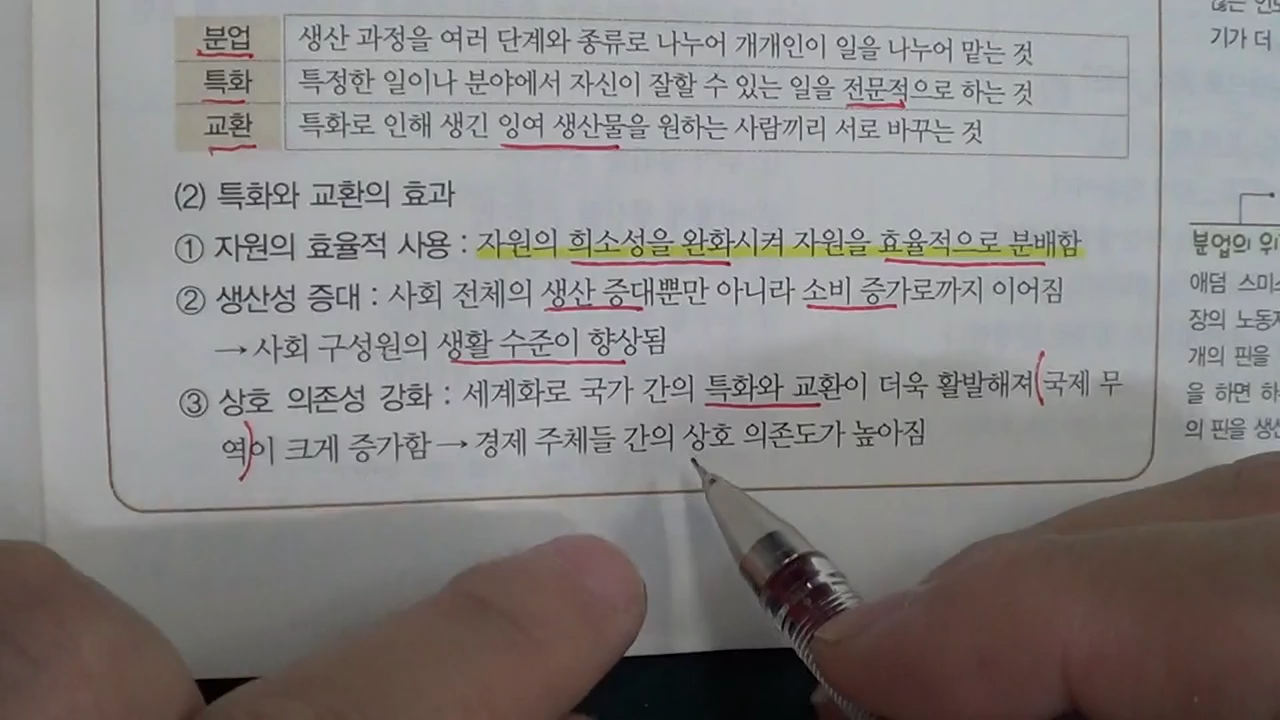 분업 생산 과정을 여러 단계와 종류로 나누어 개개인이 일을 나누어 맡는 것
특화 특정한 일이나 분야에서 자신이 잘할 수 있는 일을 전문적으로 하는 것
교환 특화로 인해 생긴 잉여 생산물을 원하는 사람끼리 서로 바꾸는 것
(2) 특화와 교환의 효과
① 자원의 효율적 사용 : 자원의 희소성을 완화시켜 자원을 효율적으로 분배함
② 생산성 증대 : 사회 전체의 생산 증대뿐만 아니라 소비 증가로까지 이어짐
→ 사회 구성원의 생활 수준이 향상됨
③ 상호 의존성 강화 : 세계화로 국가 간의 특화와 교환이 더욱 활발해져 국제 무
역이 크게 증가함 → 경제 주체들 간의 상호 의존도가 높아짐
기가 더
분업의
애덤
장의
개의 핀을
을 하면
의 핀을